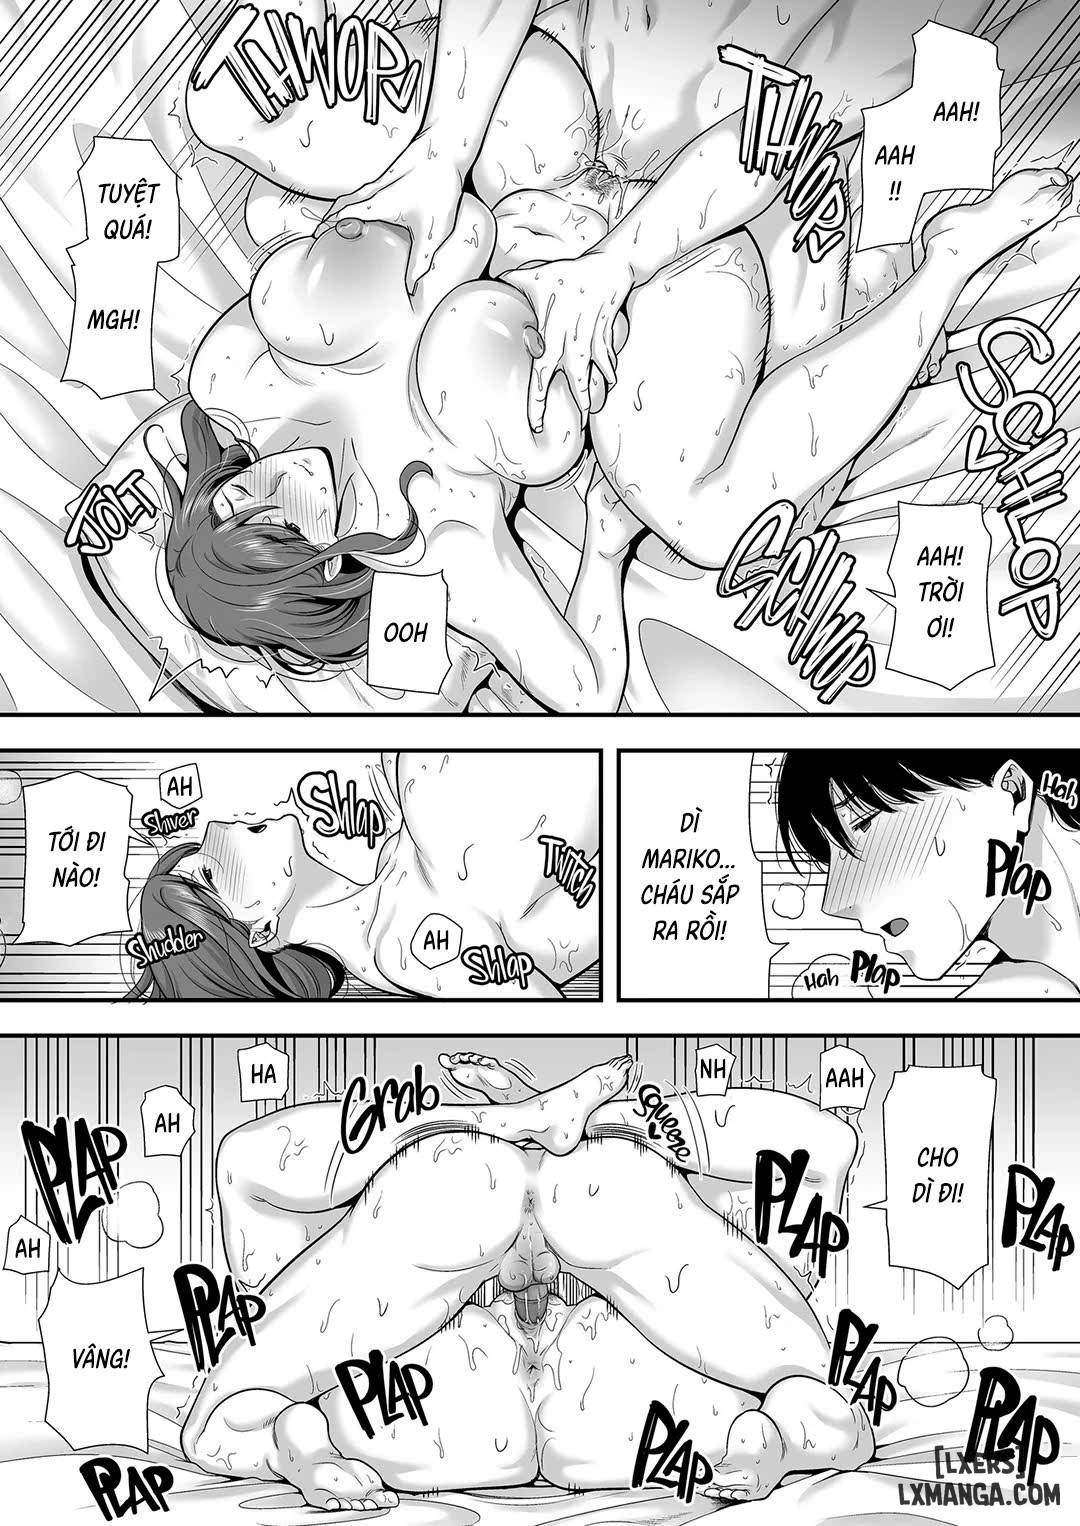 THWOP
THWOP
AAH!
AAH
!!
TUYỆT
QUÁ!
MGH!
SCHLOP
JOLT
SCHWOP
AAH!
TRỜI
ƠI!
OOH
Hah
DÌ
MARIKO...
CHÁU SẮP
RA RỒI!
Plap
Hah
Plap
AH
Shiver
Shlap
TỚI ĐI
NÀO!
Twitch
AH
Shudder
Shlap
HA
NH
AAH
Grab
Squeeze
AH
CHO
DÌ ĐI!
PLAP
PLAP
PLAP
AH
PLAP
VÂNG!
PLAP
PLAP
PLAP
PLAP
PLAP
[LXERS]
LXMANGA.COM